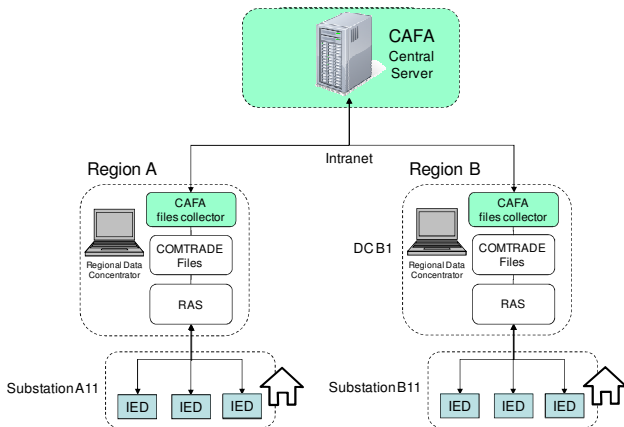 CAFA
Central
Server
Intranet
Region A
Region B
CAFA
files collector
CAFA
files collector
DC B1
COMTRADE
Files
COMTRADE
Files
Regional Data
Concentrator
Regional Data
Concentrator
RAS
RAS
Substation A11
IED
IED
IED
Substation B11
IED
IED
IED